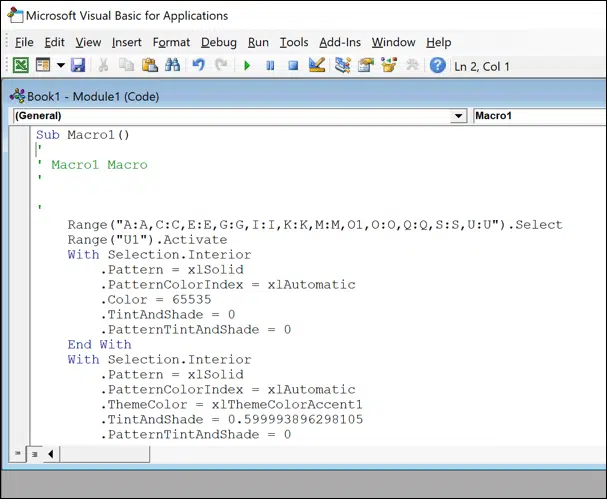 Microsoft Visual Basic for Applications
File Edit View Insert Format Debug Run Tools Add-Ins Window Help
Ln 2, Col 1
Book1 - Module1 (Code)
(General) Macro1
Sub Macro1()
'
' Macro1 Macro
'
'
Range("A:A,C:C,E:E,G:G,I:I,K:K,M:M,O1,O:O,Q:Q,S:S,U:U").Select
Range("U1").Activate
With Selection.Interior
.Pattern = xlSolid
.PatternColorIndex = xlAutomatic
.Color = 65535
.TintAndShade = 0
.PatternTintAndShade = 0
End With
With Selection.Interior
.Pattern = xlSolid
.PatternColorIndex = xlAutomatic
.ThemeColor = xlThemeColorAccent1
.TintAndShade = 0.599993896298105
.PatternTintAndShade = 0